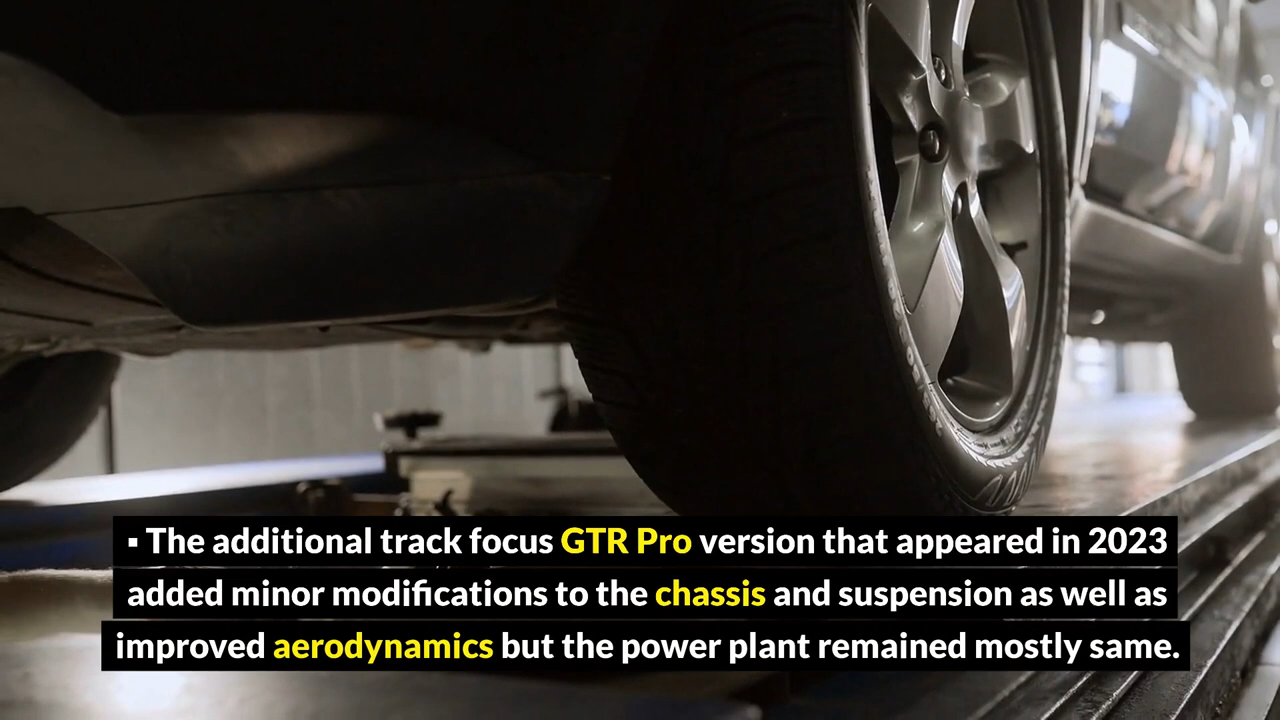 ▪ The additional track focus GTR Pro version that appeared in 2023
added minor modifications to the chassis and suspension as well as
improved aerodynamics but the power plant remained mostly same.